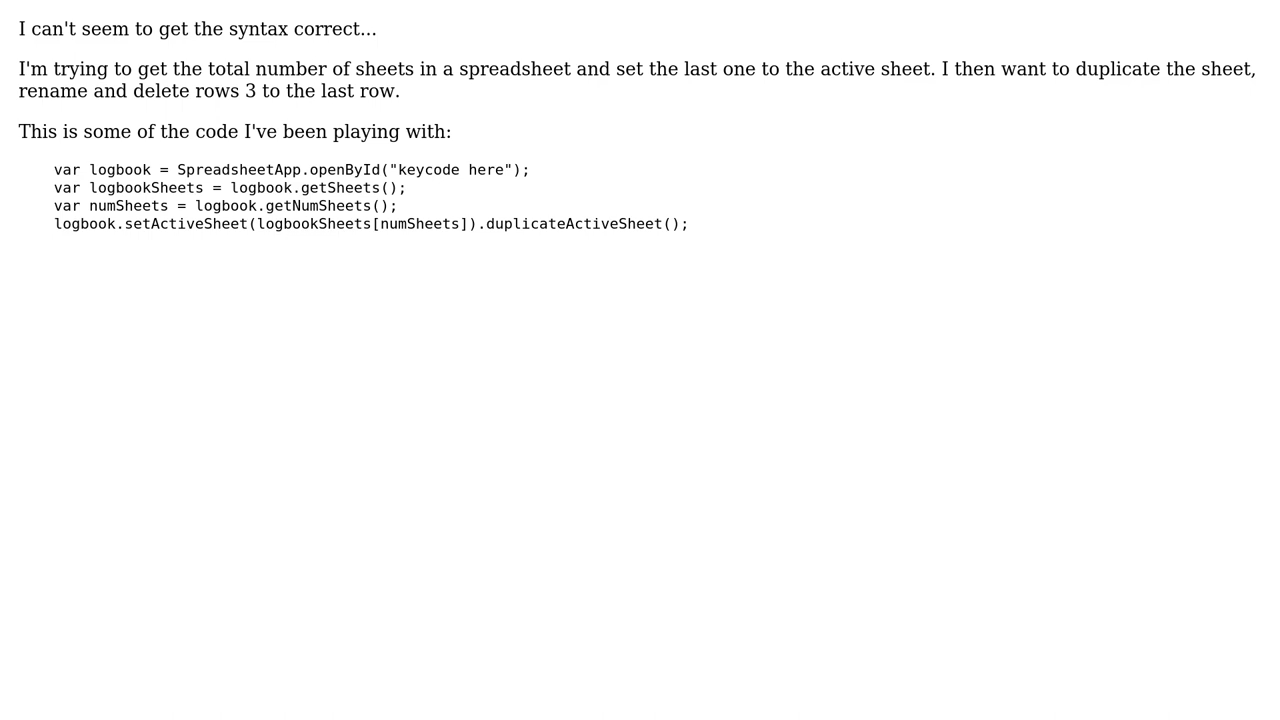 I can't seem to get the syntax correct...
I'm trying to get the total number of sheets in a spreadsheet and set the last one to the active sheet. I then want to duplicate the sheet,
rename and delete rows 3 to the last row.
This is some of the code I've been playing with:
var logbook = SpreadsheetApp.openById("keycode here");
var logbookSheets = logbook.getSheets();
var numSheets = logbook.getNumSheets();
logbook.setActiveSheet(logbookSheets[numSheets]).duplicateActiveSheet();